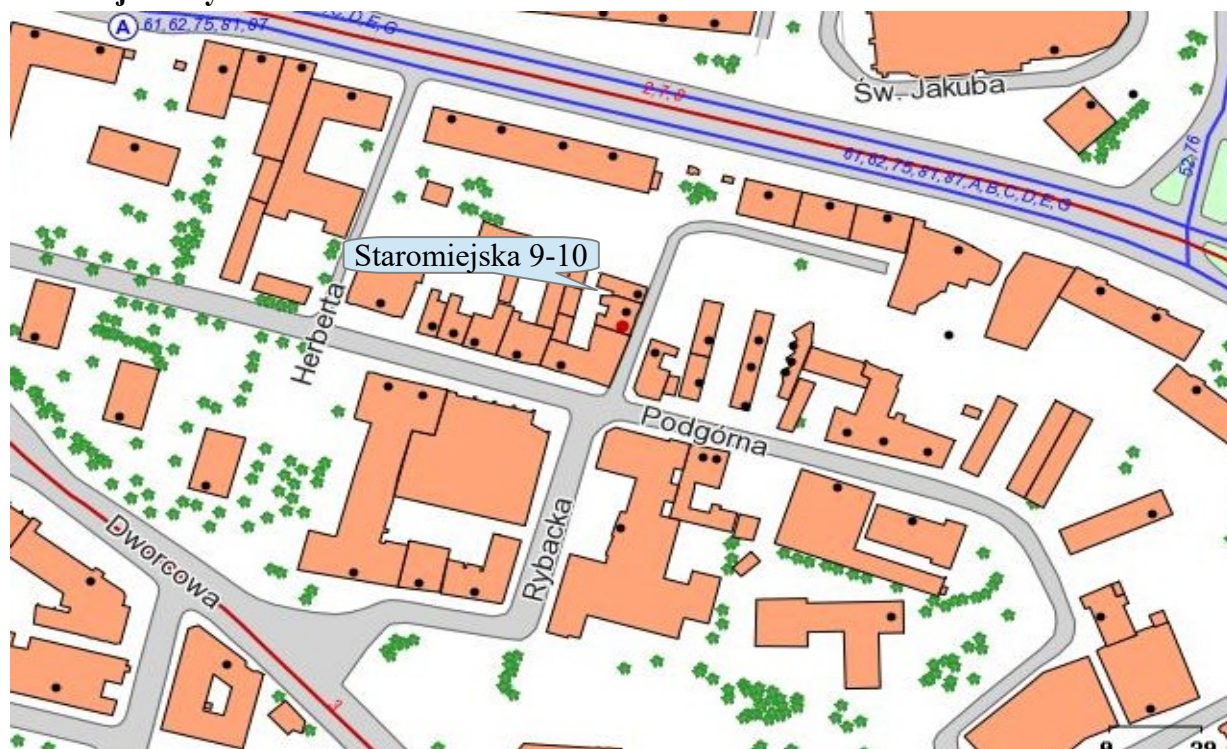 A 61,62,75,81,87
C,D,E,G
2,7,8
Św. Jakuba
52,76
61,62,75,81,87,A,B,C,D,E,G
Staromiejska 9-10
Herberta
Podgórna
Rybacka
Dworcowa